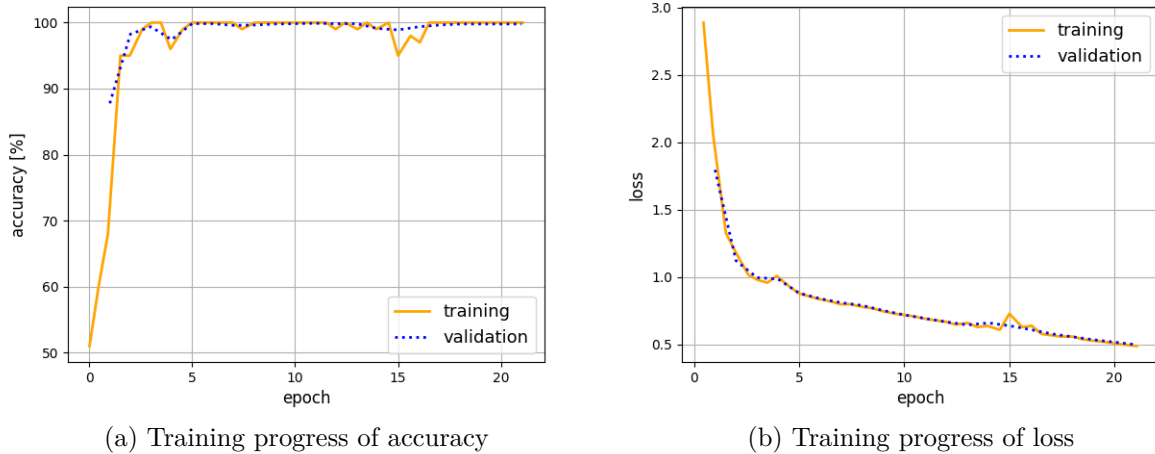 100
90
80
70
60
50
accuracy [%]
training
validation
0 5 10 15 20
epoch
(a) Training progress of accuracy
3.0
2.5
2.0
1.5
1.0
0.5
loss
training
validation
0 5 10 15 20
epoch
(b) Training progress of loss